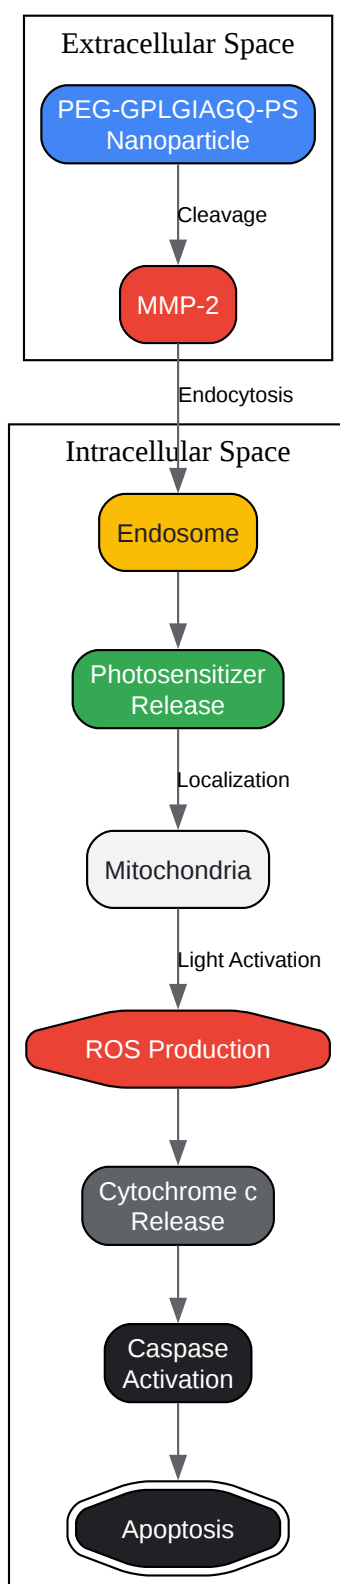 Extracellular Space
PEG-GPLGIAGQ-PS
Nanoparticle
Cleavage
MMP-2
Endocytosis
Intracellular Space
Endosome
Photosensitizer
Release
Localization
Mitochondria
Light Activation
ROS Production
Cytochrome c
Release
Caspase
Activation
Apoptosis